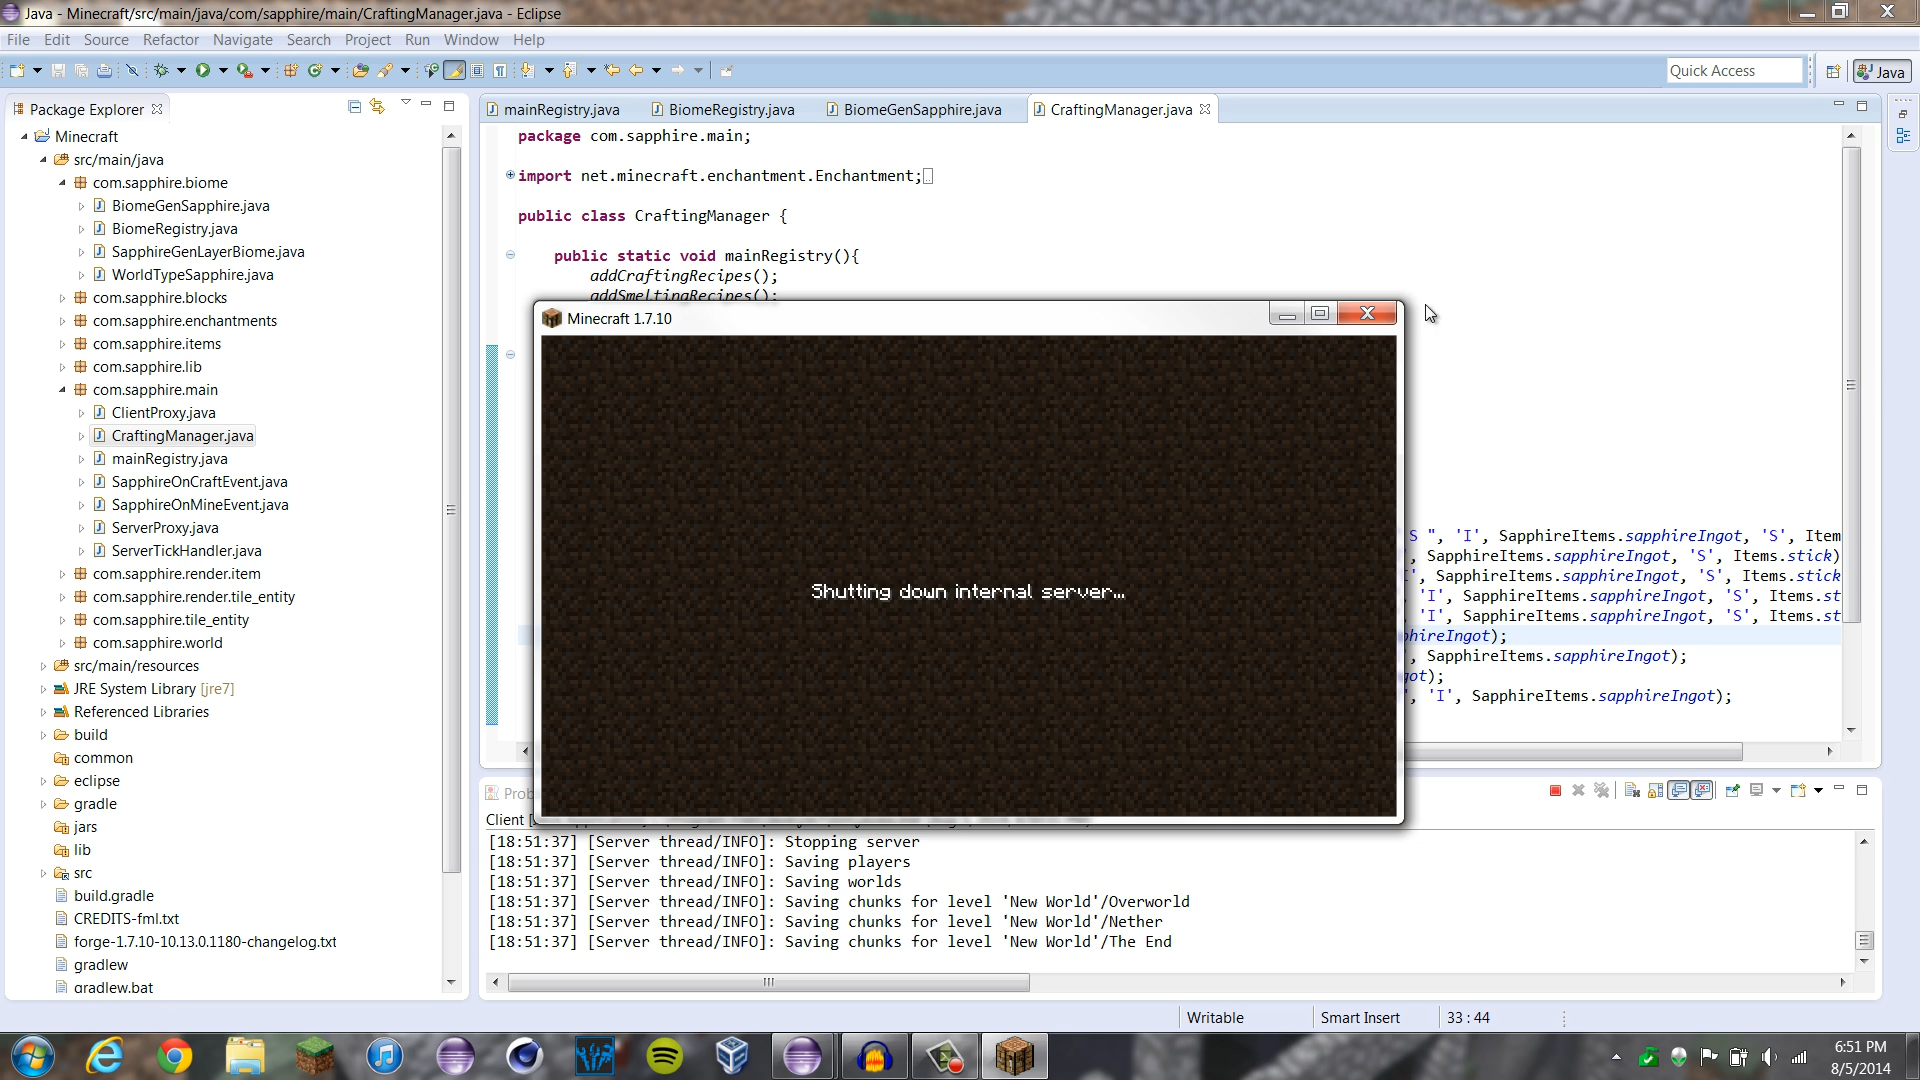 Java - Minecraft/src/main/java/com/sapphire/main/CraftingManager.java - Eclipse
File Edit Source Refactor Navigate Search Project Run Window Help
Quick Access
Java
Package Explorer
Minecraft
src/main/java
com.sapphire.biome
BiomeGenSapphire.java
BiomeRegistry.java
SapphireGenLayerBiome.java
WorldTypeSapphire.java
com.sapphire.blocks
com.sapphire.enchantments
com.sapphire.items
com.sapphire.lib
com.sapphire.main
ClientProxy.java
CraftingManager.java
mainRegistry.java
SapphireOnCraftEvent.java
SapphireOnMineEvent.java
ServerProxy.java
ServerTickHandler.java
com.sapphire.render.item
com.sapphire.render.tile_entity
com.sapphire.tile_entity
com.sapphire.world
src/main/resources
JRE System Library [jre7]
Referenced Libraries
build
common
eclipse
gradle
jars
lib
src
build.gradle
CREDITS-fml.txt
forge-1.7.10-10.13.0.1180-changelog.txt
gradlew
gradlew.bat
mainRegistry.java BiomeRegistry.java BiomeGenSapphire.java CraftingManager.java
package com.sapphire.main;
import net.minecraft.enchantment.Enchantment;
public class CraftingManager {
public static void mainRegistry(){
addCraftingRecipes();
addSmeltingRecipes();
S ", 'I', SapphireItems.sapphireIngot, 'S', Item
, SapphireItems.sapphireIngot, 'S', Items.stick)
I', SapphireItems.sapphireIngot, 'S', Items.stick
, 'I', SapphireItems.sapphireIngot, 'S', Items.st
, 'I', SapphireItems.sapphireIngot, 'S', Items.st
phireIngot);
, SapphireItems.sapphireIngot);
got);
', 'I', SapphireItems.sapphireIngot);
Minecraft 1.7.10
Shutting down internal server...
Prob
Client [
[18:51:37] [Server thread/INFO]: Stopping server
[18:51:37] [Server thread/INFO]: Saving players
[18:51:37] [Server thread/INFO]: Saving worlds
[18:51:37] [Server thread/INFO]: Saving chunks for level 'New World'/Overworld
[18:51:37] [Server thread/INFO]: Saving chunks for level 'New World'/Nether
[18:51:37] [Server thread/INFO]: Saving chunks for level 'New World'/The End
Writable Smart Insert 33 : 44
6:51 PM
8/5/2014